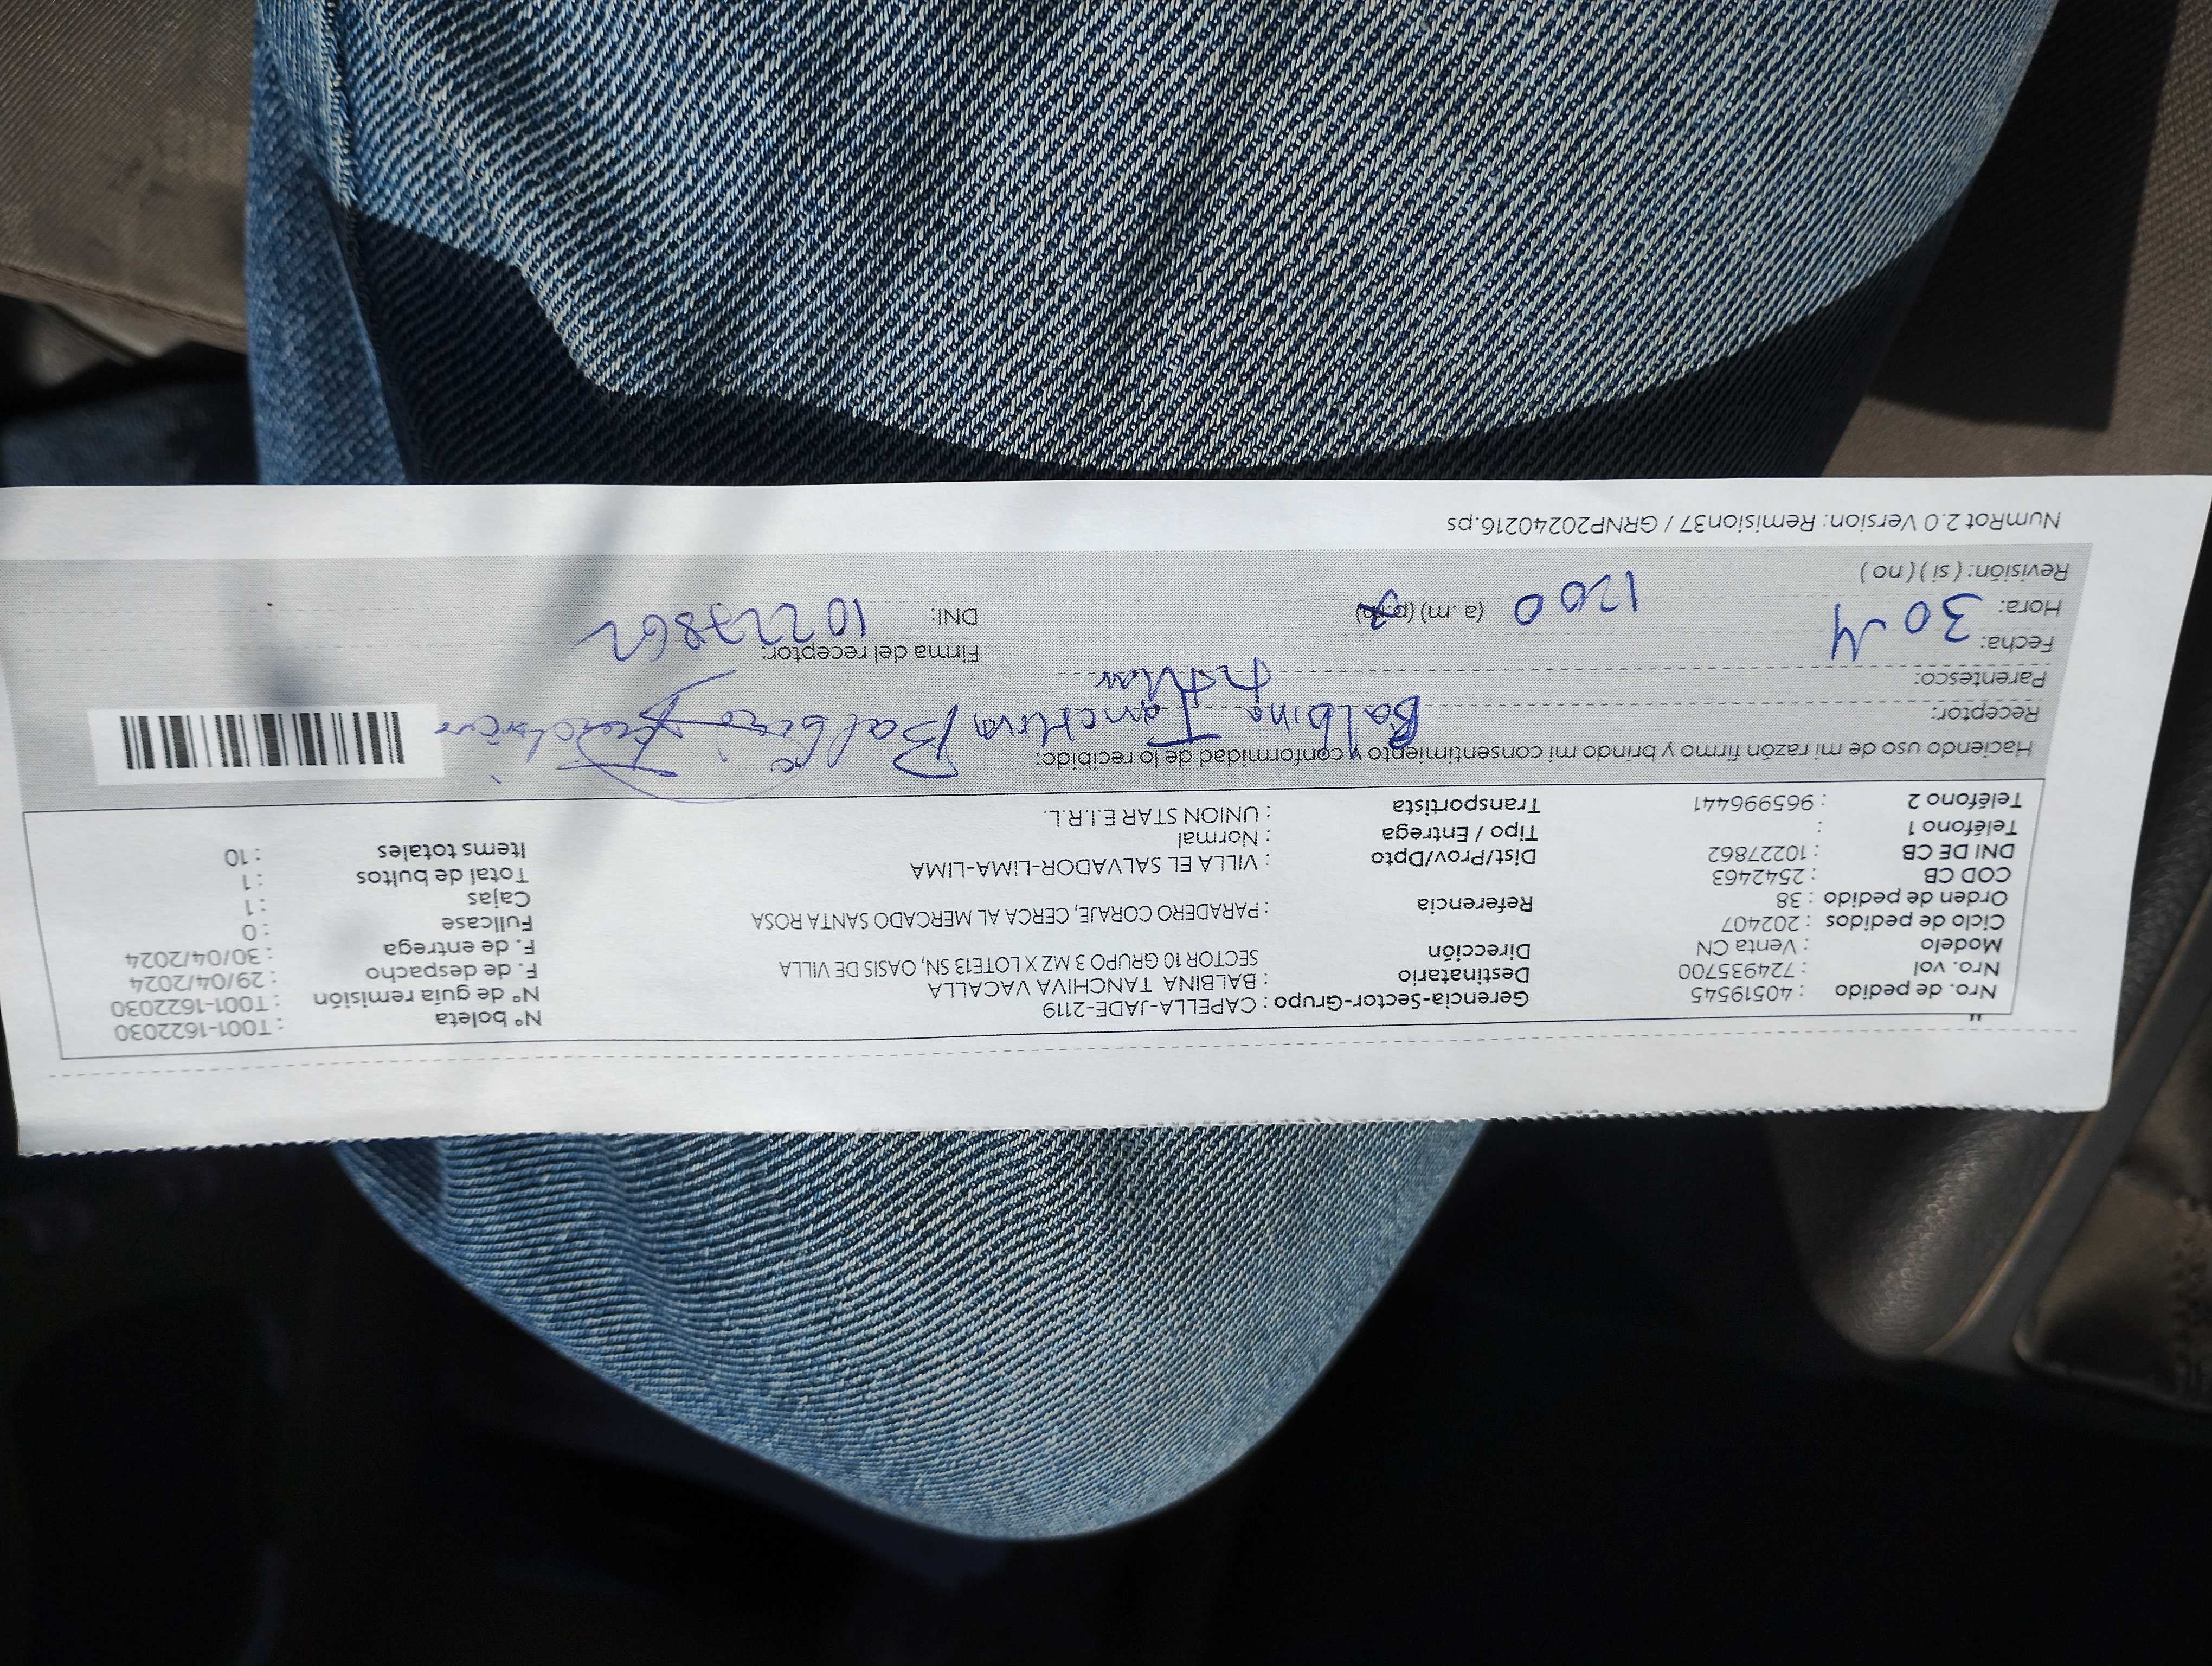 Nro. de pedido : 40519545 Gerencia-Sector-Grupo : CAPELLA-JADE-2119 N° boleta : T001-1622030
Nro. vol : 724935700 Destinatario : BALBINA TANCHIVA VACALLA N° de guia remisión : T001-1622030
Modelo : Venta CN Dirección SECTOR 10 GRUPO 3 MZ X LOTE13 SN, OASIS DE VILLA F. de despacho : 29/04/2024
Ciclo de pedidos : 202407 F. de entrega : 30/04/2024
Orden de pedido : 38 Referencia : PARADERO CORAJE, CERCA AL MERCADO SANTA ROSA Fullcase : 0
COD CB : 2542463 Cajas : 1
DNI DE CB : 10227862 Dist/Prov/Dpto : VILLA EL SALVADOR-LIMA-LIMA Total de bultos : 1
Teléfono 1 : Tipo / Entrega : Normal Items totales : 10
Teléfono 2 : 965996441 Transportista : UNION STAR E.I.R.L.
Haciendo uso de mi razón firmo y brindo mi consentimiento y conformidad de lo recibido:
Receptor: Balbina Tanchiva Balbina
Parentesco: titular
Fecha: 30 4 Firma del receptor:
Hora: 1200 (a. m) (p.m) DNI: 10227862
Revisión: ( si ) ( no )
NumRot 2.0 Version: Remision37 / GRNP20240216.ps